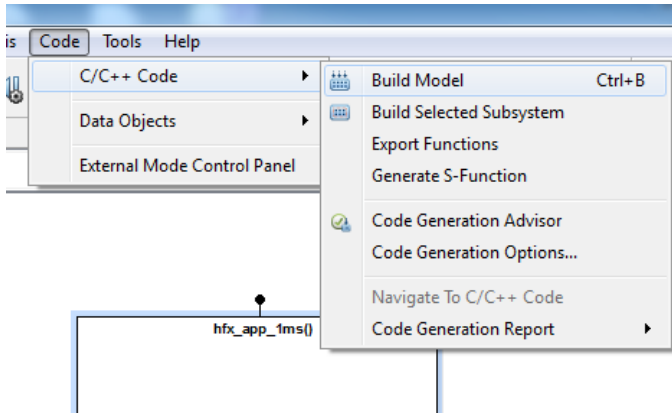 is Code Tools Help
C/C++ Code
Data Objects
External Mode Control Panel
Build Model Ctrl+B
Build Selected Subsystem
Export Functions
Generate S-Function
Code Generation Advisor
Code Generation Options...
Navigate To C/C++ Code
Code Generation Report
hfx_app_1ms()